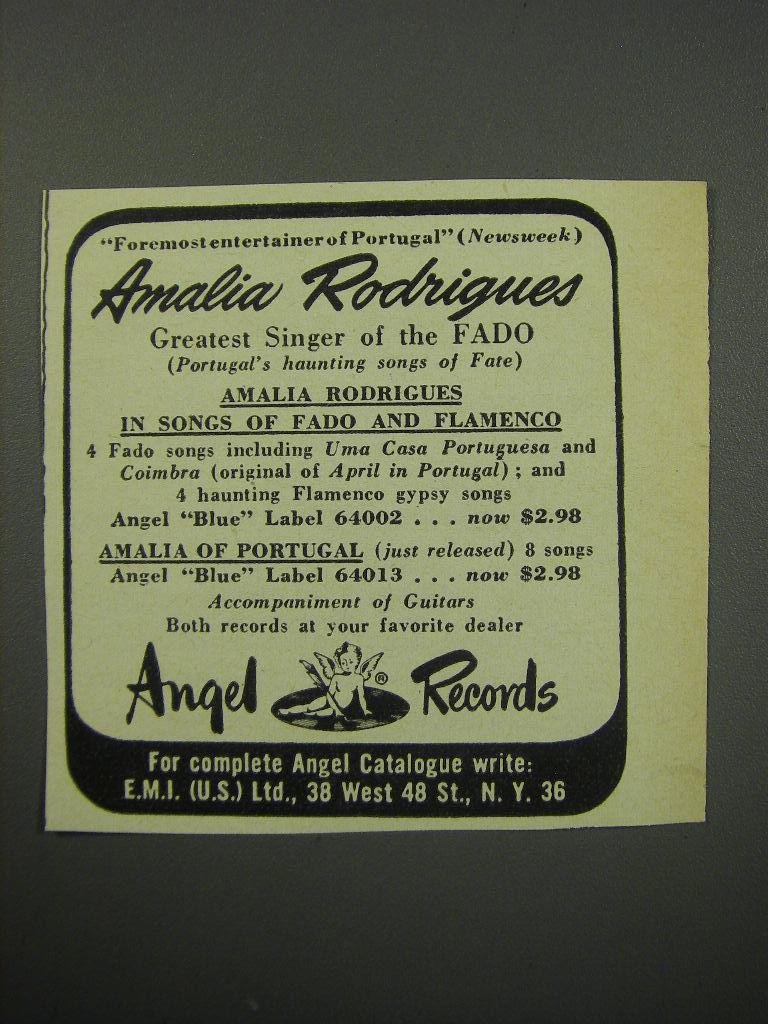 "Foremost entertainer of Portugal" (Newsweek)
Amalia Rodrigues
Greatest Singer of the FADO
(Portugal's haunting songs of Fate)
AMALIA RODRIGUES
IN SONGS OF FADO AND FLAMENCO
4 Fado songs including Uma Casa Portuguesa and
Coimbra (original of April in Portugal); and
4 haunting Flamenco gypsy songs
Angel "Blue" Label 64002 . . . now $2.98
AMALIA OF PORTUGAL (just released) 8 songs
Angel "Blue" Label 64013 . . . now $2.98
Accompaniment of Guitars
Both records at your favorite dealer
Angel ® Records
For complete Angel Catalogue write:
E.M.I. (U.S.) Ltd., 38 West 48 St., N. Y. 36